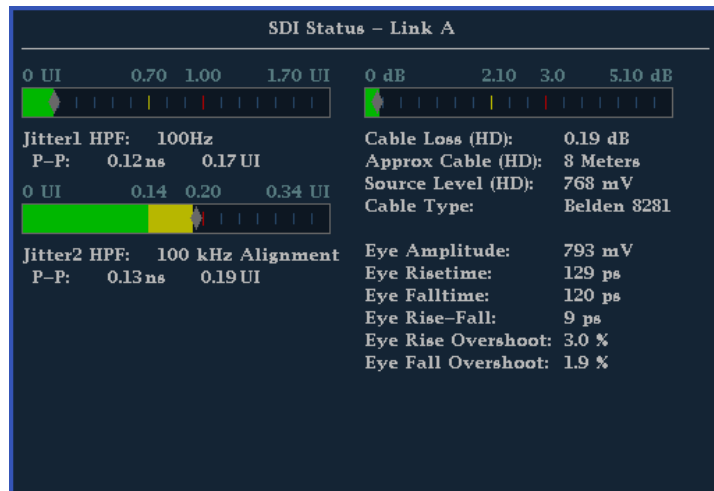 SDI Status – Link A
0 UI 0.70 1.00 1.70 UI
Jitter1 HPF: 100Hz
P–P: 0.12 ns 0.17 UI
0 UI 0.14 0.20 0.34 UI
Jitter2 HPF: 100 kHz Alignment
P–P: 0.13 ns 0.19 UI
0 dB 2.10 3.0 5.10 dB
Cable Loss (HD): 0.19 dB
Approx Cable (HD): 8 Meters
Source Level (HD): 768 mV
Cable Type: Belden 8281
Eye Amplitude: 793 mV
Eye Risetime: 129 ps
Eye Falltime: 120 ps
Eye Rise–Fall: 9 ps
Eye Rise Overshoot: 3.0 %
Eye Fall Overshoot: 1.9 %